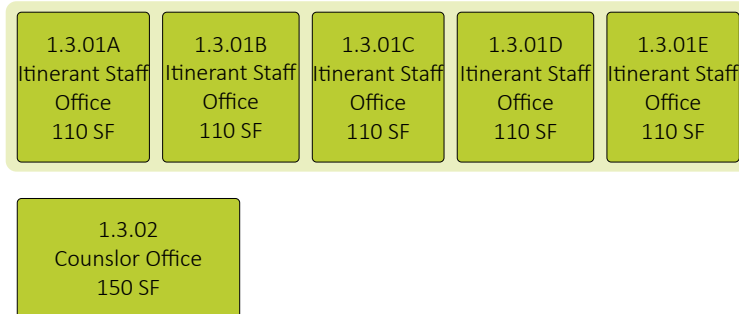 1.3.01A
Itinerant Staff
Office
110 SF
1.3.01B
Itinerant Staff
Office
110 SF
1.3.01C
Itinerant Staff
Office
110 SF
1.3.01D
Itinerant Staff
Office
110 SF
1.3.01E
Itinerant Staff
Office
110 SF
1.3.02
Counslor Office
150 SF